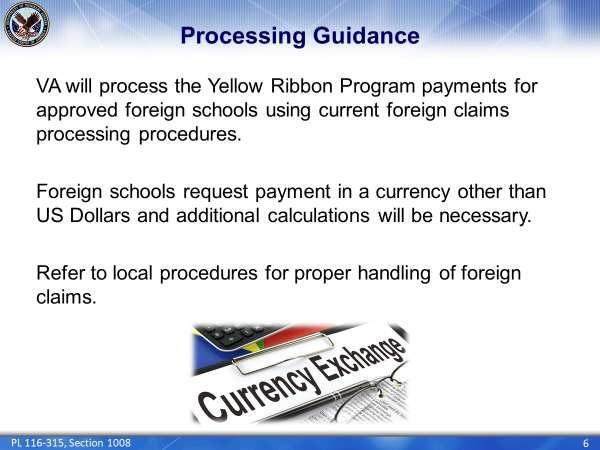 Processing Guidance
VA will process the Yellow Ribbon Program payments for
approved foreign schools using current foreign claims
processing procedures.
Foreign schools request payment in a currency other than
US Dollars and additional calculations will be necessary.
Refer to local procedures for proper handling of foreign
claims.
Currency Exchange
PL 116-315, Section 1008
6